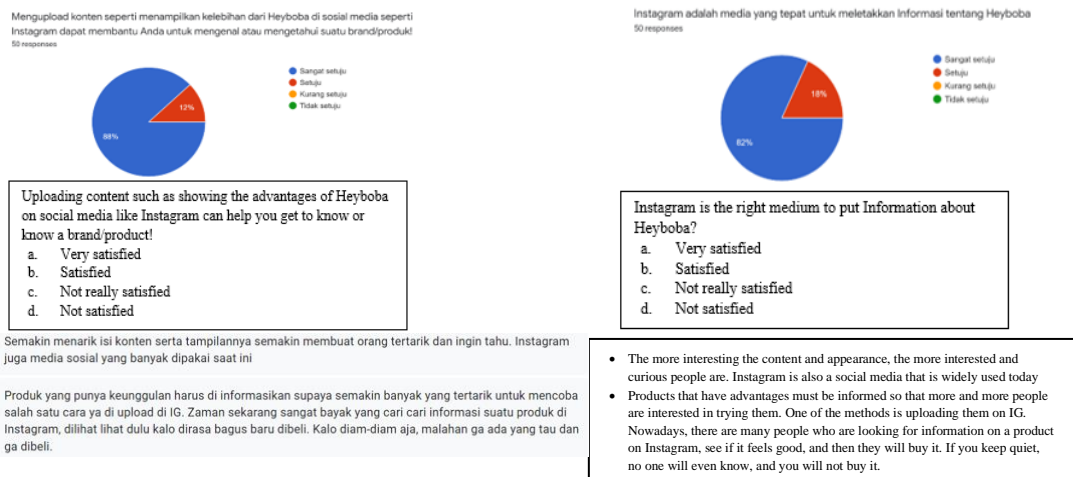 Mengupload konten seperti menampilkan kelebihan dari Heyboba di sosial media seperti
Instagram dapat membantu Anda untuk mengenal atau mengetahui suatu brand/produk!
50 responses
Sangat setuju
Setuju
Kurang setuju
Tidak setuju
12%
88%
Uploading content such as showing the advantages of Heyboba
on social media like Instagram can help you get to know or
know a brand/product!
a. Very satisfied
b. Satisfied
c. Not really satisfied
d. Not satisfied
Instagram adalah media yang tepat untuk meletakkan Informasi tentang Heyboba
50 responses
Sangat setuju
Setuju
Kurang setuju
Tidak setuju
18%
82%
Instagram is the right medium to put Information about
Heyboba?
a. Very satisfied
b. Satisfied
c. Not really satisfied
d. Not satisfied
Semakin menarik isi konten serta tampilannya semakin membuat orang tertarik dan ingin tahu. Instagram
juga media sosial yang banyak dipakai saat ini
Produk yang punya keunggulan harus di informasikan supaya semakin banyak yang tertarik untuk mencoba
salah satu cara ya di upload di IG. Zaman sekarang sangat bayak yang cari cari informasi suatu produk di
Instagram, dilihat lihat dulu kalo dirasa bagus baru dibeli. Kalo diam-diam aja, malahan ga ada yang tau dan
ga dibeli.
• The more interesting the content and appearance, the more interested and
curious people are. Instagram is also a social media that is widely used today
• Products that have advantages must be informed so that more and more people
are interested in trying them. One of the methods is uploading them on IG.
Nowadays, there are many people who are looking for information on a product
on Instagram, see if it feels good, and then they will buy it. If you keep quiet,
no one will even know, and you will not buy it.